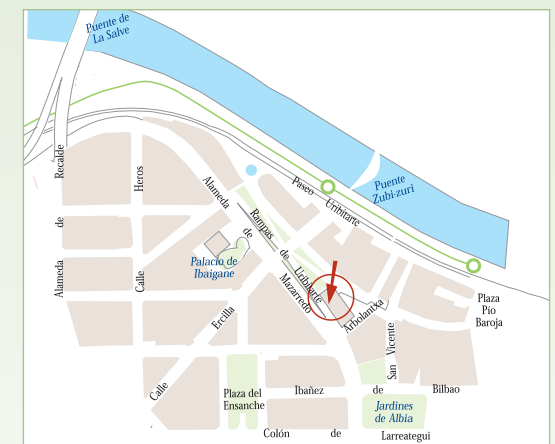 Puente de
La Salve
Recalde
de
Alameda
Heros
Calle
Alameda
de
Mazarredo
Rampas
de
Uribitarte
Paseo
Uribitarte
Puente
Zubi-zuri
Palacio de
Ibaigane
Ercilla
Calle
Arbolantxa
Plaza
Pío
Baroja
San Vicente
Plaza del
Ensanche
Ibañez de Bilbao
Jardines
de Albia
Colón de Larreategui